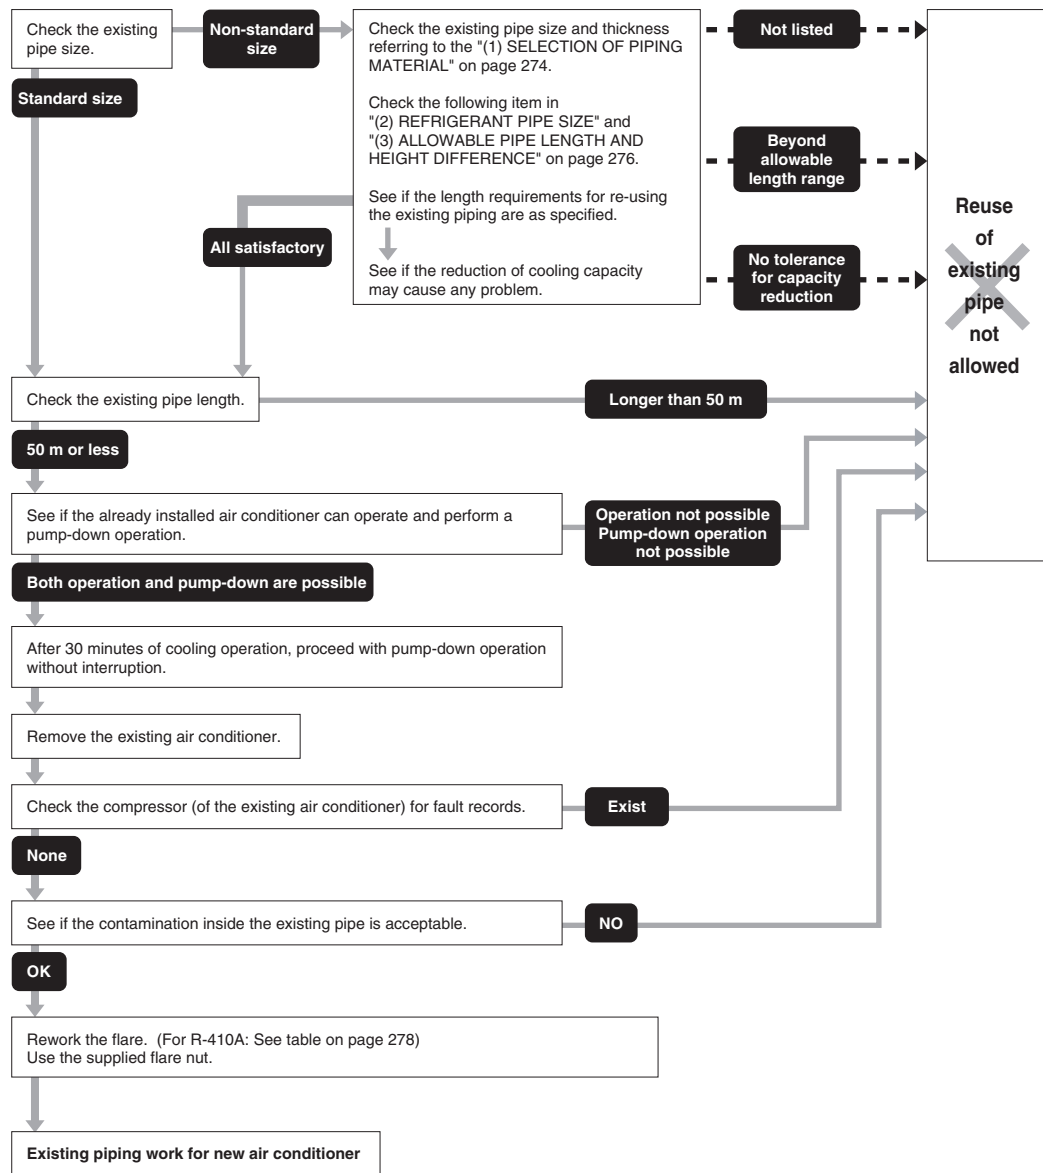 Check the existing
pipe size.
Non-standard
size
Check the existing pipe size and thickness
referring to the "(1) SELECTION OF PIPING
MATERIAL" on page 274.
Check the following item in
"(2) REFRIGERANT PIPE SIZE" and
"(3) ALLOWABLE PIPE LENGTH AND
HEIGHT DIFFERENCE" on page 276.
See if the length requirements for re-using
the existing piping are as specified.
See if the reduction of cooling capacity
may cause any problem.
Not listed
Beyond
allowable
length range
No tolerance
for capacity
reduction
Reuse
of
existing
pipe
not
allowed
Standard size
All satisfactory
Check the existing pipe length.
Longer than 50 m
50 m or less
See if the already installed air conditioner can operate and perform a
pump-down operation.
Operation not possible
Pump-down operation
not possible
Both operation and pump-down are possible
After 30 minutes of cooling operation, proceed with pump-down operation
without interruption.
Remove the existing air conditioner.
Check the compressor (of the existing air conditioner) for fault records.
Exist
None
See if the contamination inside the existing pipe is acceptable.
NO
OK
Rework the flare. (For R-410A: See table on page 278)
Use the supplied flare nut.
Existing piping work for new air conditioner